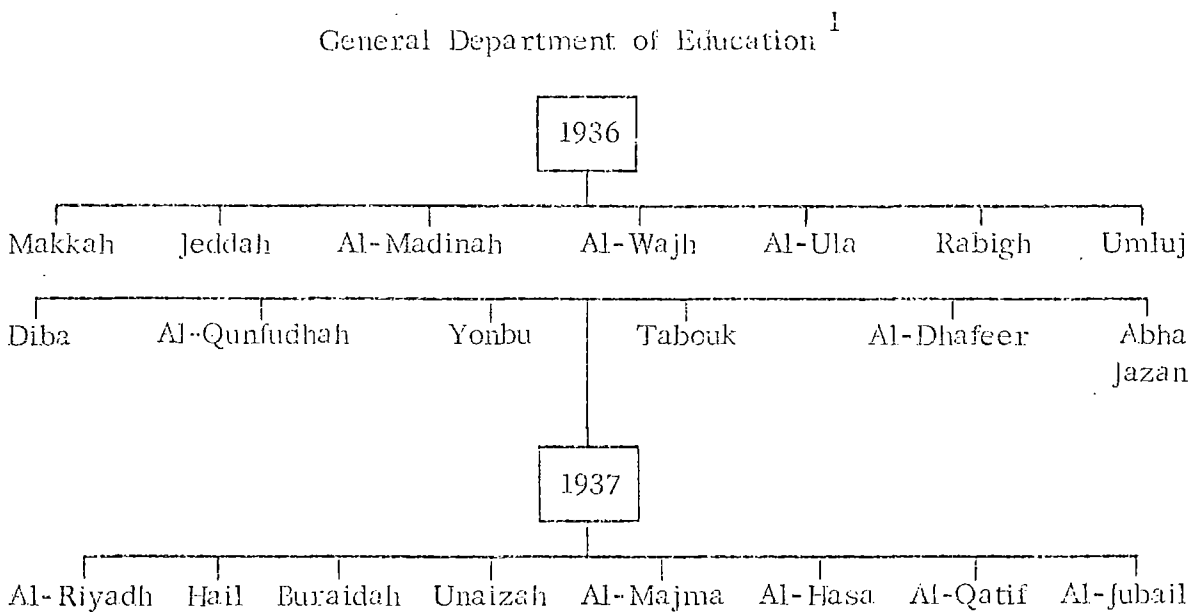 General Department of Education 1
1936
Makkah Jeddah Al-Madinah Al-Wajh Al-Ula Rabigh Umluj
Diba Al-Qunfudhah Yonbu Tabouk Al-Dhafeer Abha
Jazan
1937
Al-Riyadh Hail Buraidah Unaizah Al-Majma Al-Hasa Al-Qatif Al-Jubail